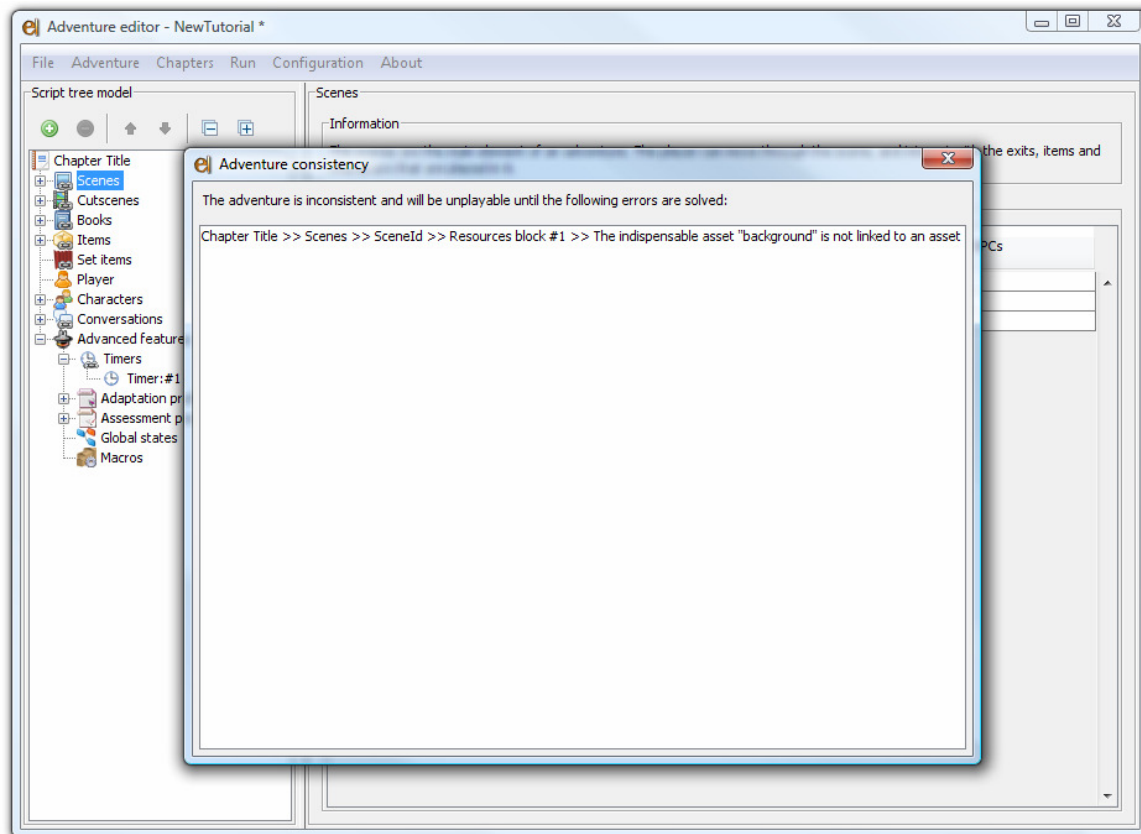 Adventure editor - NewTutorial *
File Adventure Chapters Run Configuration About
Script tree model
Scenes
Information
the exits, items and
Chapter Title
Scenes
Cutscenes
Books
Items
Set items
Player
Characters
Conversations
Advanced feature
Timers
Timer:#1
Adaptation pr
Assessment p
Global states
Macros
PCs
Adventure consistency
The adventure is inconsistent and will be unplayable until the following errors are solved:
Chapter Title >> Scenes >> SceneId >> Resources block #1 >> The indispensable asset "background" is not linked to an asset